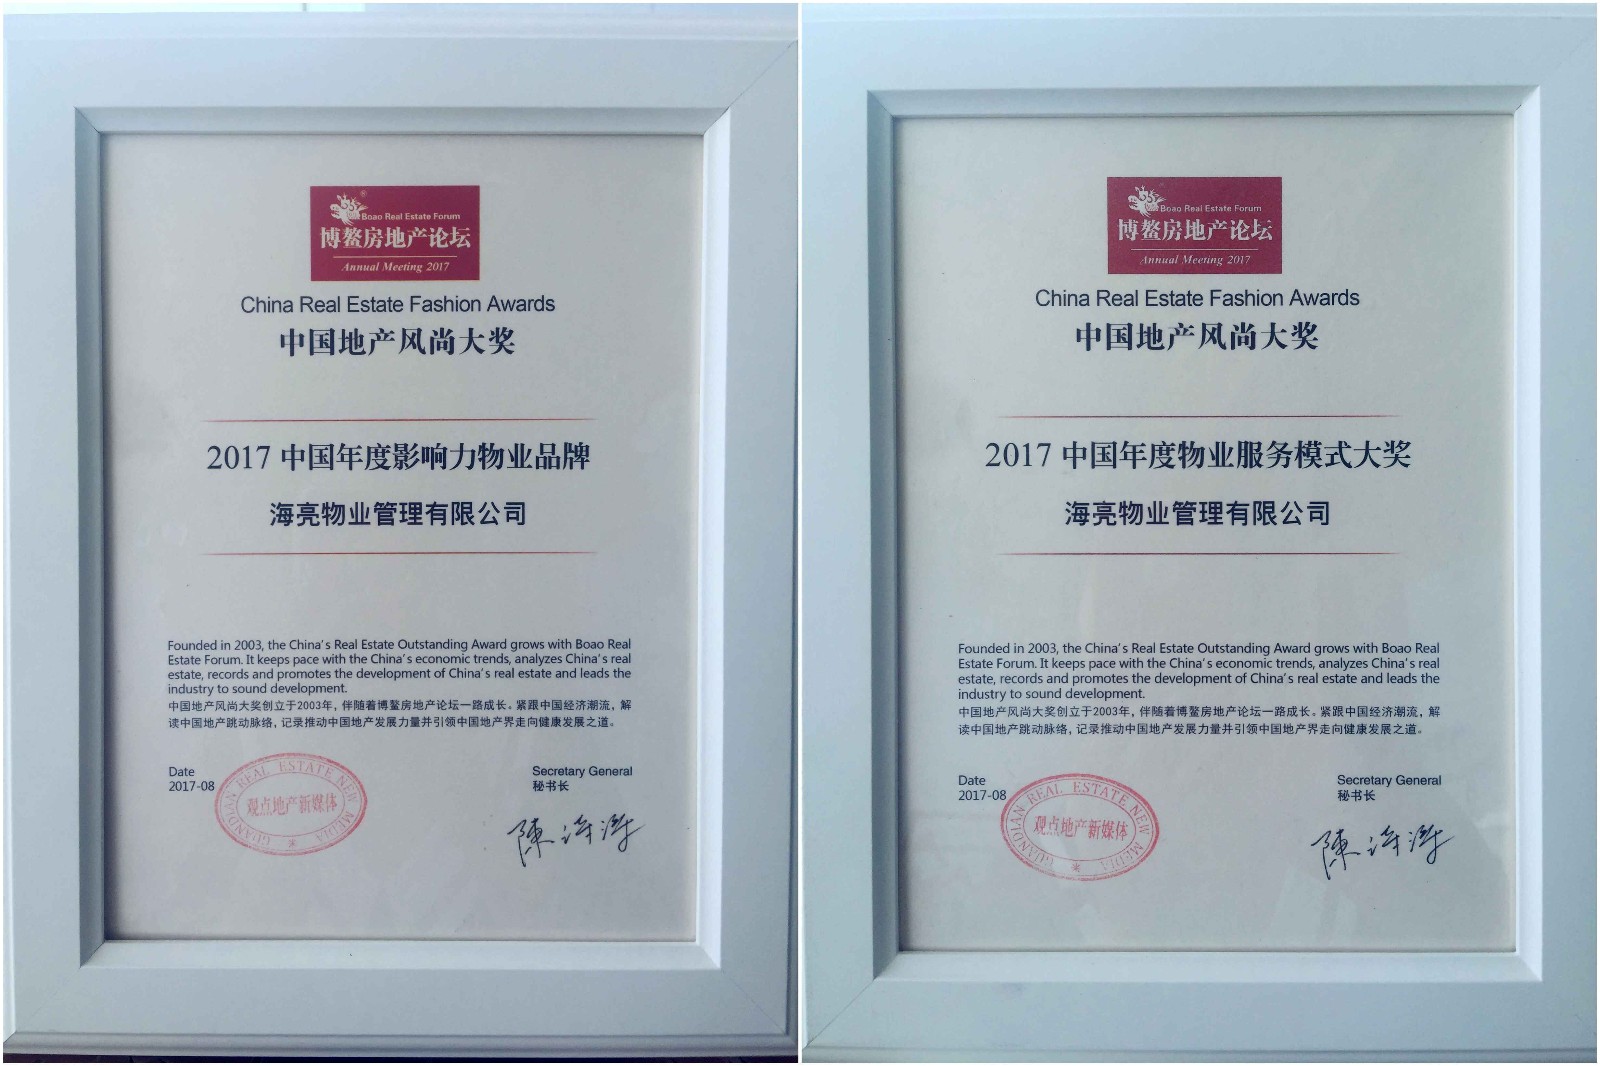 Boao Real Estate Forum
博鳌房地产论坛
Annual Meeting 2017
China Real Estate Fashion Awards
中国地产风尚大奖
2017 中国年度影响力物业品牌
海亮物业管理有限公司
Founded in 2003, the China's Real Estate Outstanding Award grows with Boao Real
Estate Forum. It keeps pace with the China's economic trends, analyzes China's real
estate, records and promotes the development of China's real estate and leads the
industry to sound development.
中国地产风尚大奖创立于2003年，伴随着博鳌房地产论坛一路成长。紧跟中国经济潮流，解
读中国地产跳动脉络，记录推动中国地产发展力量并引领中国地产界走向健康发展之道。
Date
2017-08
GUANDIAN REAL ESTATE NEW MEDIA
观点地产新媒体
Secretary General
秘书长
Boao Real Estate Forum
博鳌房地产论坛
Annual Meeting 2017
China Real Estate Fashion Awards
中国地产风尚大奖
2017 中国年度物业服务模式大奖
海亮物业管理有限公司
Founded in 2003, the China's Real Estate Outstanding Award grows with Boao Real
Estate Forum. It keeps pace with the China's economic trends, analyzes China's real
estate, records and promotes the development of China's real estate and leads the
industry to sound development.
中国地产风尚大奖创立于2003年，伴随着博鳌房地产论坛一路成长。紧跟中国经济潮流，解
读中国地产跳动脉络，记录推动中国地产发展力量并引领中国地产界走向健康发展之道。
Date
2017-08
GUANDIAN REAL ESTATE NEW MEDIA
观点地产新媒体
Secretary General
秘书长